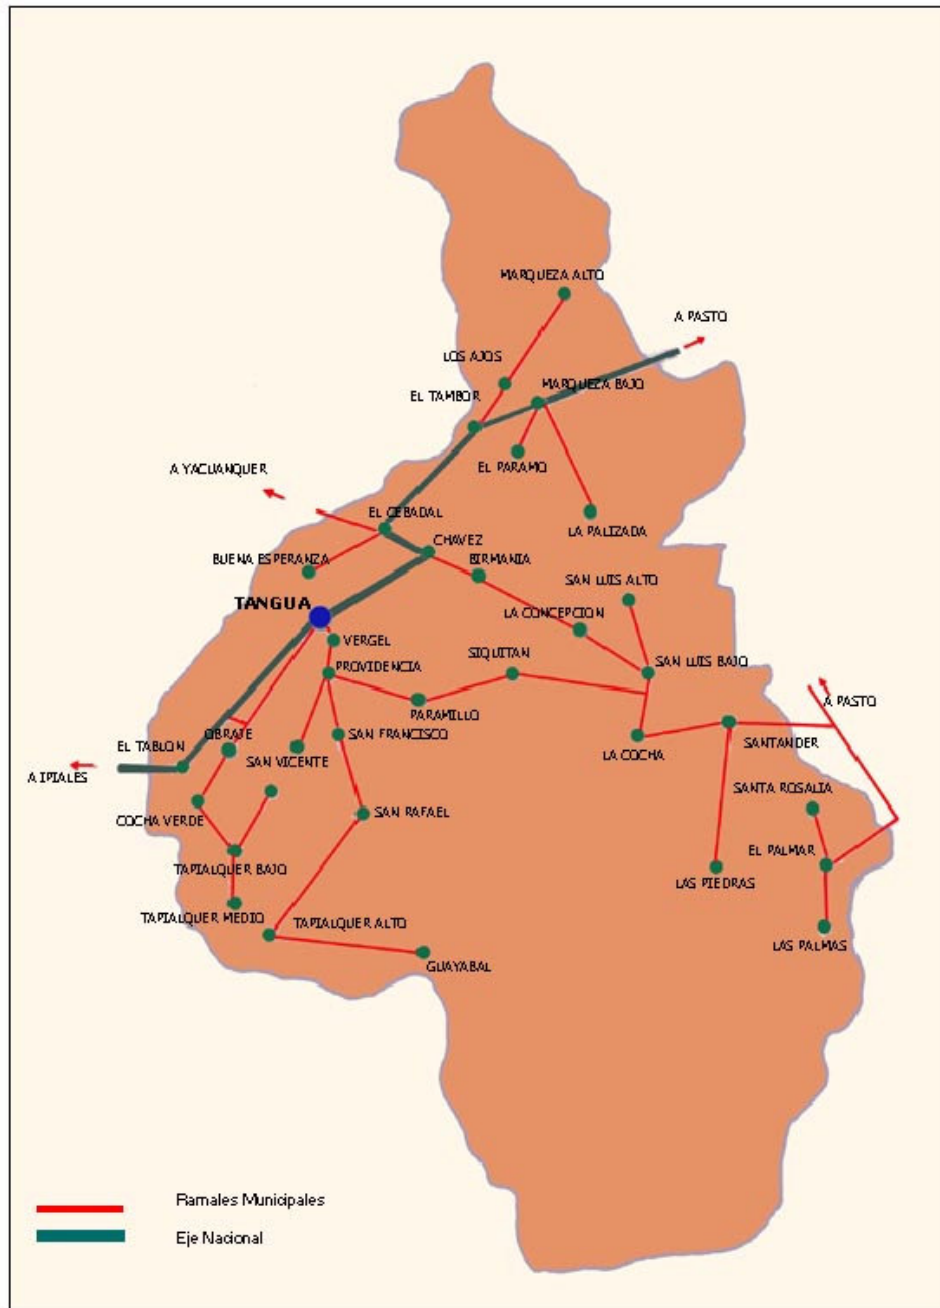 MARQUEZA ALTO
A PASTO
LOS AJOS
MARQUEZA BAJO
EL TAMBOR
EL PARAMO
A YACUANQUER
EL CEBADAL
LA PALIZADA
CHAVEZ
BUENA ESPERANZA
BIRMANIA
SAN LUIS ALTO
TANGUA
LA CONCEPCION
VERGEL
SIQUITAN
SAN LUIS BAJO
PROVIDENCIA
A PASTO
PARAMILLO
OBRAJE
SAN FRANCISCO
SANTANDER
EL TABLON
SAN VICENTE
LA COCHA
A IPIALES
SANTA ROSALIA
COCHA VERDE
SAN RAFAEL
EL PALMAR
TAPIALQUER BAJO
LAS PIEDRAS
TAPIALQUER MEDIO
TAPIALQUER ALTO
LAS PALMAS
GUAYABAL
Ramales Municipales
Eje Nacional